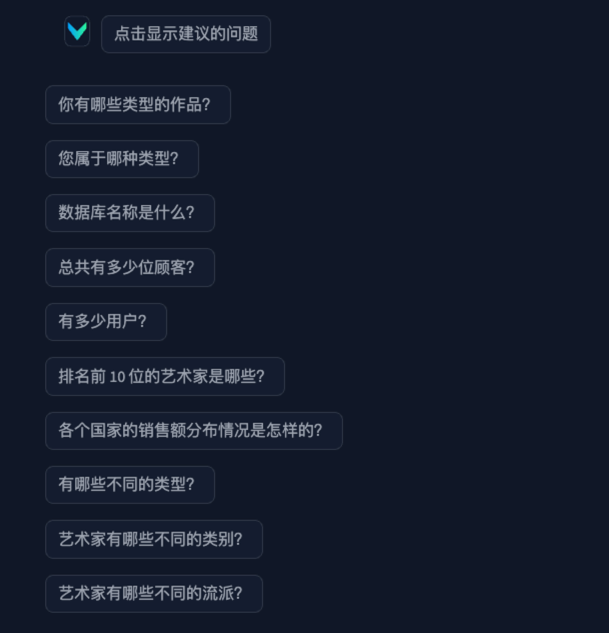 点击显示建议的问题
你有哪些类型的作品？
您属于哪种类型？
数据库名称是什么？
总共有多少位顾客？
有多少用户？
排名前 10 位的艺术家是哪些？
各个国家的销售额分布情况是怎样的？
有哪些不同的类型？
艺术家有哪些不同的类别？
艺术家有哪些不同的流派？